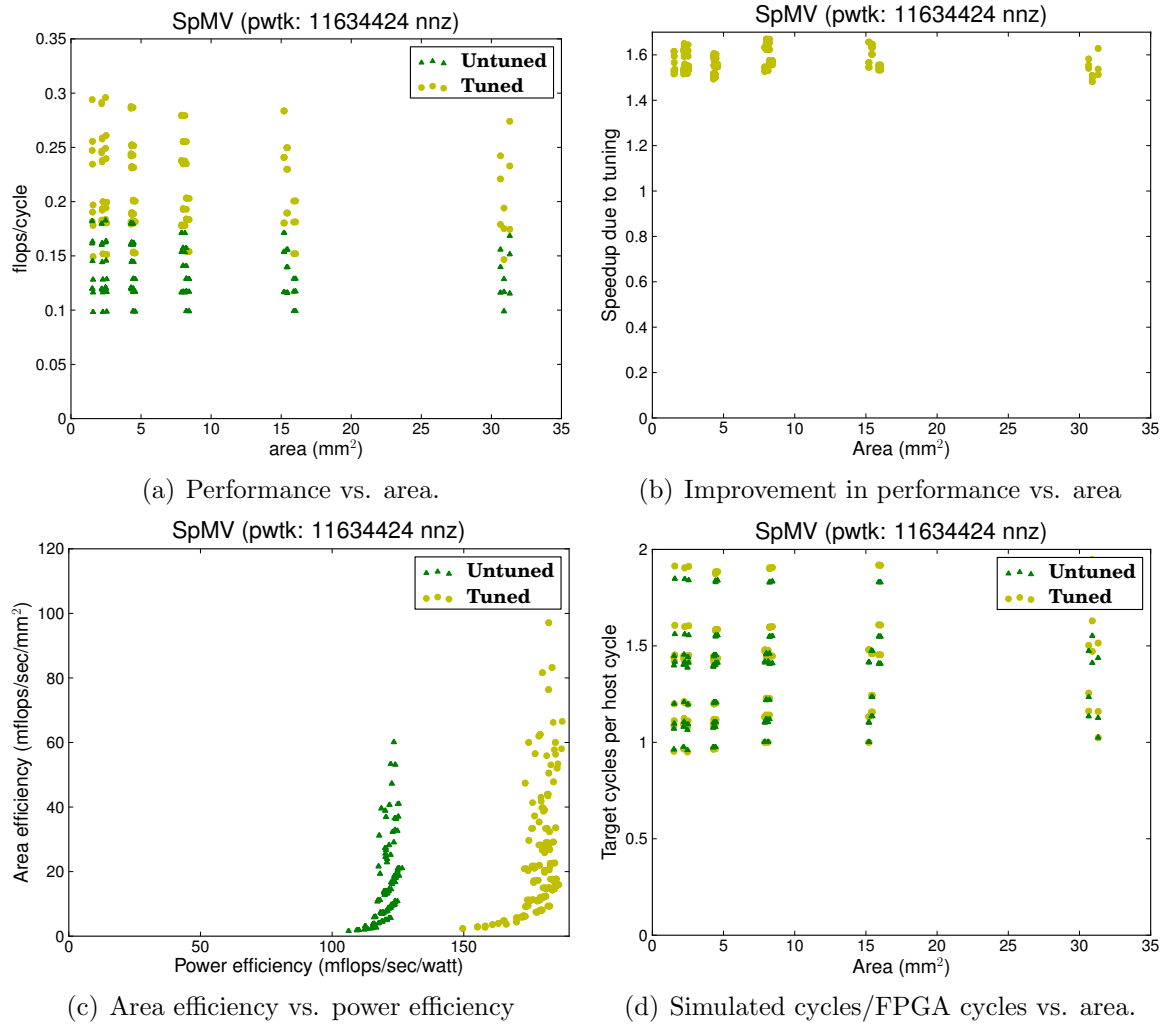 SpMV (pwtk: 11634424 nnz)
0.35
0.3
0.25
0.2
0.15
0.1
0.05
0
flops/cycle
Untuned
Tuned
0 5 10 15 20 25 30 35
area (mm²)
(a) Performance vs. area.
SpMV (pwtk: 11634424 nnz)
1.6
1.4
1.6
1.2
1
0.8
0.6
0.4
0.2
0
Speedup due to tuning
0 5 10 15 20 25 30 35
Area (mm²)
(b) Improvement in performance vs. area
SpMV (pwtk: 11634424 nnz)
120
100
80
60
40
20
0
Area efficiency (mflops/sec/mm²)
Untuned
Tuned
0 50 100 150
Power efficiency (mflops/sec/watt)
(c) Area efficiency vs. power efficiency
SpMV (pwtk: 11634424 nnz)
2
1.5
1
0.5
0
Target cycles per host cycle
Untuned
Tuned
0 5 10 15 20 25 30 35
Area (mm²)
(d) Simulated cycles/FPGA cycles vs. area.